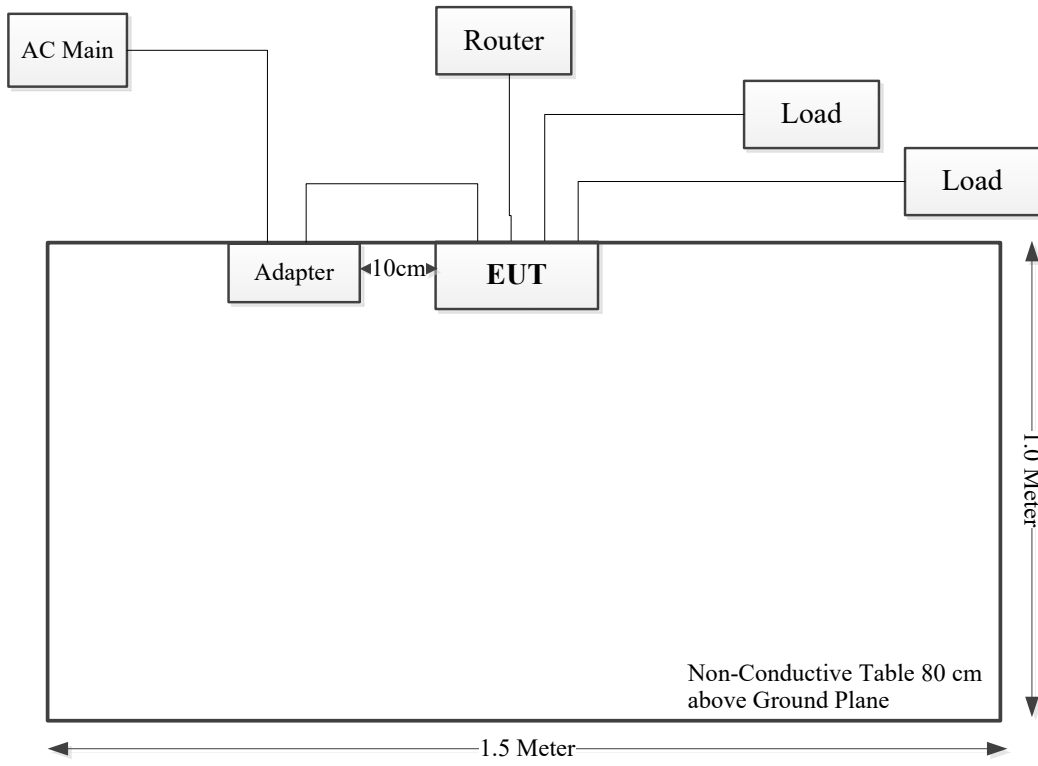 AC Main
Router
Load
Load
Adapter
10cm
EUT
1.0 Meter
Non-Conductive Table 80 cm
above Ground Plane
1.5 Meter